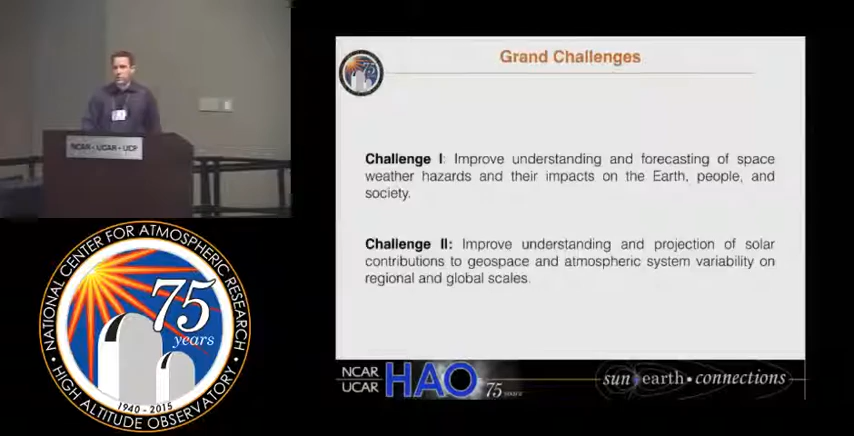 NCAR • UCAR • UCP
NATIONAL CENTER FOR ATMOSPHERIC RESEARCH
75
years
1940 - 2015
HIGH ALTITUDE OBSERVATORY
75
Grand Challenges
Challenge I: Improve understanding and forecasting of space
weather hazards and their impacts on the Earth, people, and
society.
Challenge II: Improve understanding and projection of solar
contributions to geospace and atmospheric system variability on
regional and global scales.
NCAR
UCAR
HAO
75
YEARS
sun earth • connections